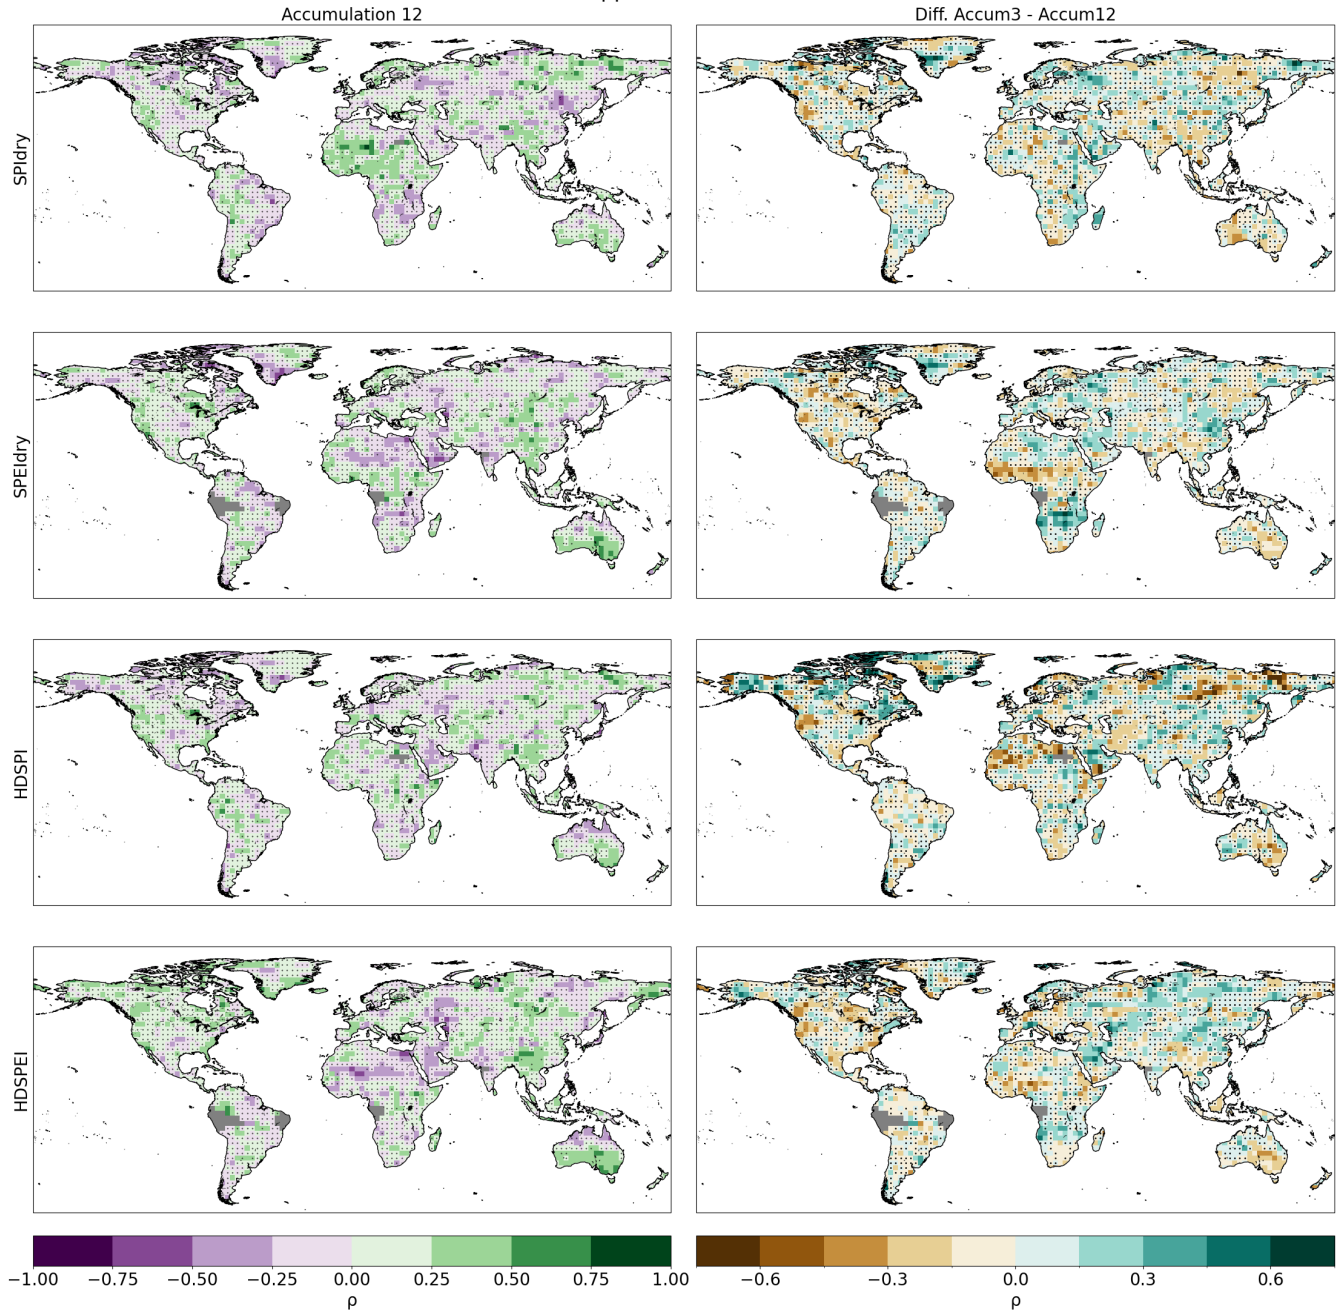 Accumulation 12
Diff. Accum3 - Accum12
SPIdry
SPEIdry
HDSPI
HDSPEI
−1.00 −0.75 −0.50 −0.25 0.00 0.25 0.50 0.75 1.00
ρ
−0.6 −0.3 0.0 0.3 0.6
ρ